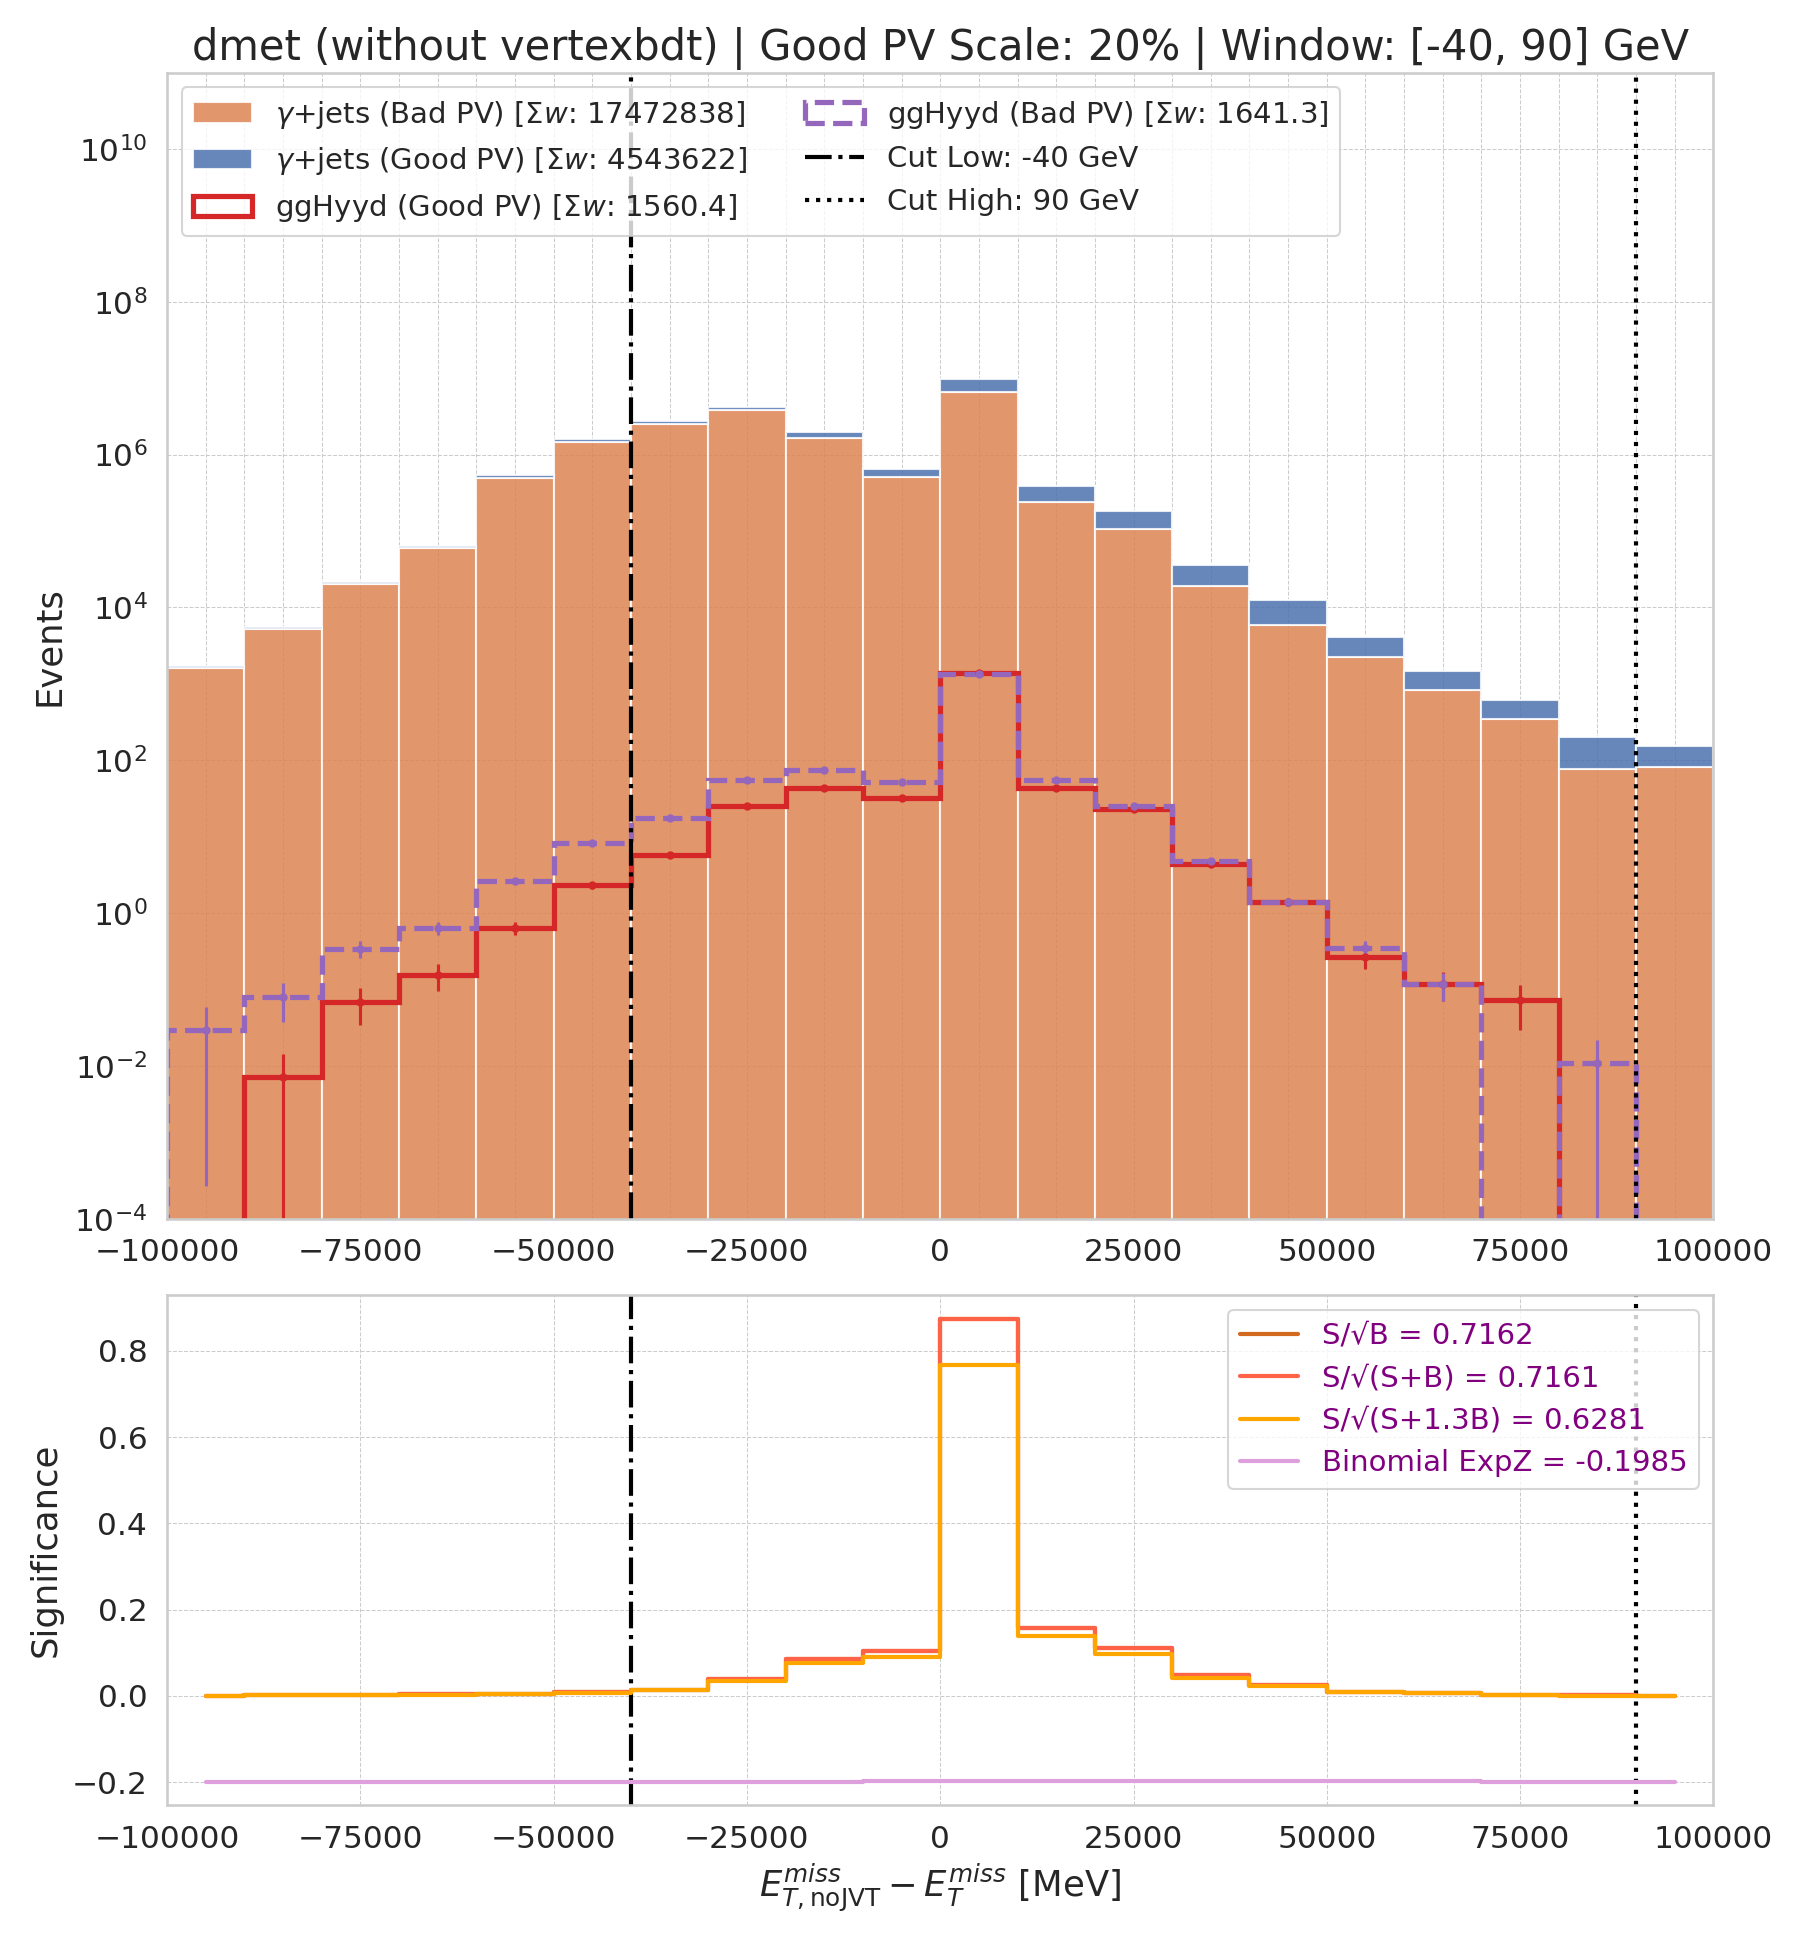 dmet (without vertexbdt) | Good PV Scale: 20% | Window: [-40, 90] GeV
γ+jets (Bad PV) [Σw: 17472838]
γ+jets (Good PV) [Σw: 4543622]
ggHyyd (Good PV) [Σw: 1560.4]
ggHyyd (Bad PV) [Σw: 1641.3]
Cut Low: -40 GeV
Cut High: 90 GeV
Events
10^10
10^8
10^6
10^4
10^2
10^0
10^−2
10^−4
−100000 −75000 −50000 −25000 0 25000 50000 75000 100000
S/√B = 0.7162
S/√(S+B) = 0.7161
S/√(S+1.3B) = 0.6281
Binomial ExpZ = -0.1985
Significance
0.8
0.6
0.4
0.2
0.0
−0.2
−100000 −75000 −50000 −25000 0 25000 50000 75000 100000
E_{T,noJVT}^{miss} − E_T^{miss} [MeV]